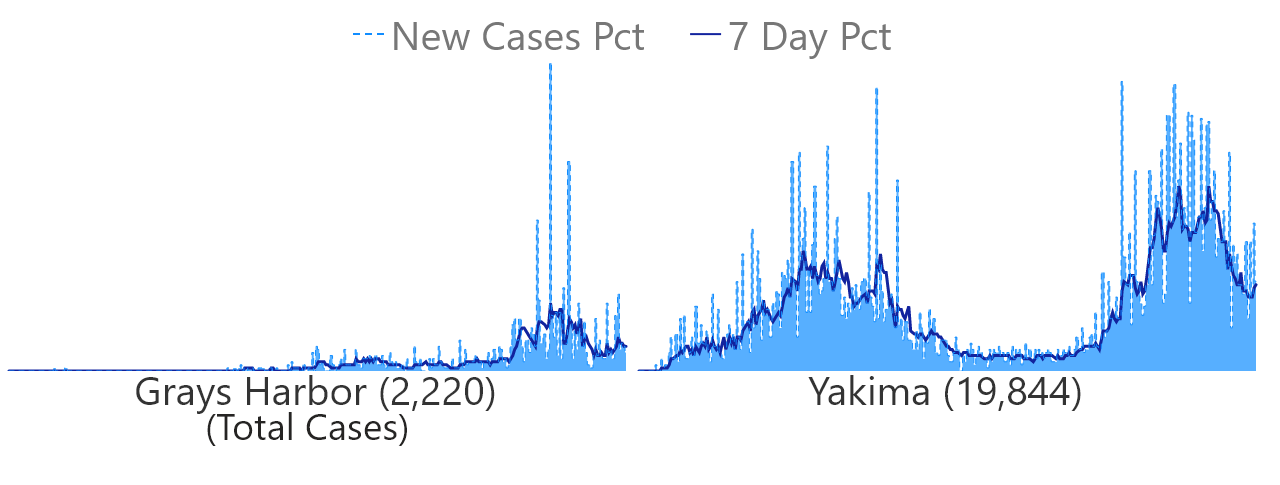 New Cases Pct 7 Day Pct
Grays Harbor (2,220) Yakima (19,844)
(Total Cases)